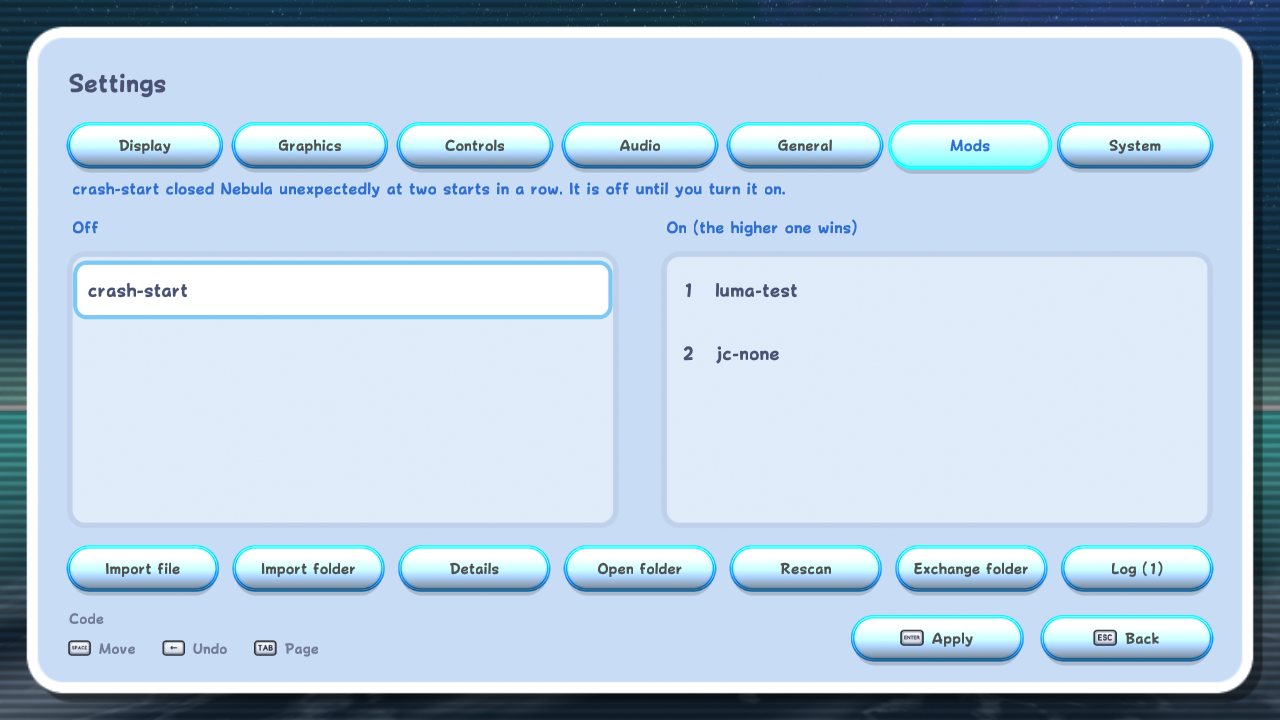 Settings
Display Graphics Controls Audio General Mods System
crash-start closed Nebula unexpectedly at two starts in a row. It is off until you turn it on.
Off
On (the higher one wins)
crash-start
1 luma-test
2 jc-none
Import file Import folder Details Open folder Rescan Exchange folder Log (1)
Code
SPACE Move ← Undo TAB Page
ENTER Apply ESC Back